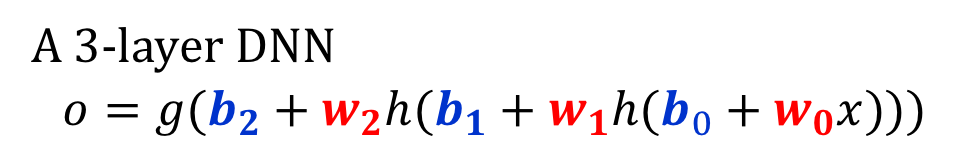 A 3-layer DNN
o = g(b₂ + w₂h(b₁ + w₁h(b₀ + w₀x)))